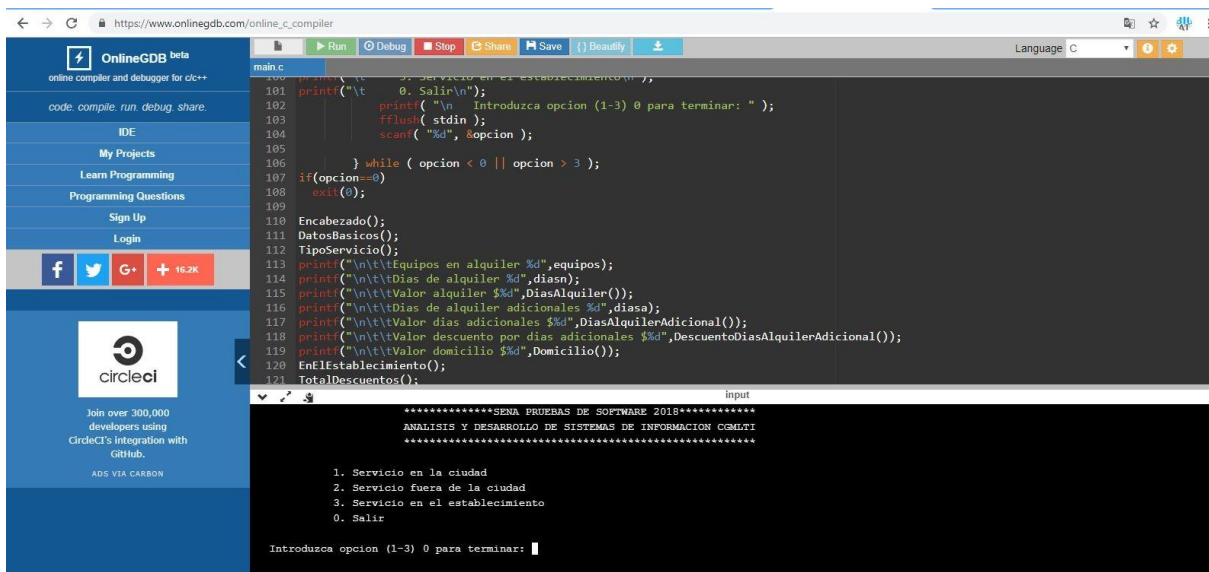 https://www.onlinegdb.com/online_c_compiler
OnlineGDB beta
online compiler and debugger for c/c++
code. compile. run. debug. share.
IDE
My Projects
Learn Programming
Programming Questions
Sign Up
Login
f
G+
+ 16.2K
circleci
Join over 300,000
developers using
CircleCI's integration with
GitHub.
ADS VIA CARBON
Run Debug Stop Share Save {} Beautify
Language C
main.c
100 printf("\t 3. Servicio en el establecimiento\n");
101 printf("\t 0. Salir\n");
102 printf( "\n Introduzca opcion (1-3) 0 para terminar: " );
103 fflush( stdin );
104 scanf( "%d", &opcion );
105
106 } while ( opcion < 0 || opcion > 3 );
107 if(opcion==0)
108 exit(0);
109
110 Encabezado();
111 DatosBasicos();
112 TipoServicio();
113 printf("\n\t\tEquipos en alquiler %d",equipos);
114 printf("\n\t\tDias de alquiler %d",diasn);
115 printf("\n\t\tValor alquiler $%d",DiasAlquiler());
116 printf("\n\t\tDias de alquiler adicionales %d",diasa);
117 printf("\n\t\tValor dias adicionales $%d",DiasAlquilerAdicional());
118 printf("\n\t\tValor descuento por dias adicionales $%d",DescuentoDiasAlquilerAdicional());
119 printf("\n\t\tValor domicilio $%d",Domicilio());
120 EnElEstablecimiento();
121 TotalDescuentos();
input
**************SENA PRUEBAS DE SOFTWARE 2018************
ANALISIS Y DESARROLLO DE SISTEMAS DE INFORMACION CGMLTI
*******************************************************
1. Servicio en la ciudad
2. Servicio fuera de la ciudad
3. Servicio en el establecimiento
0. Salir
Introduzca opcion (1-3) 0 para terminar: